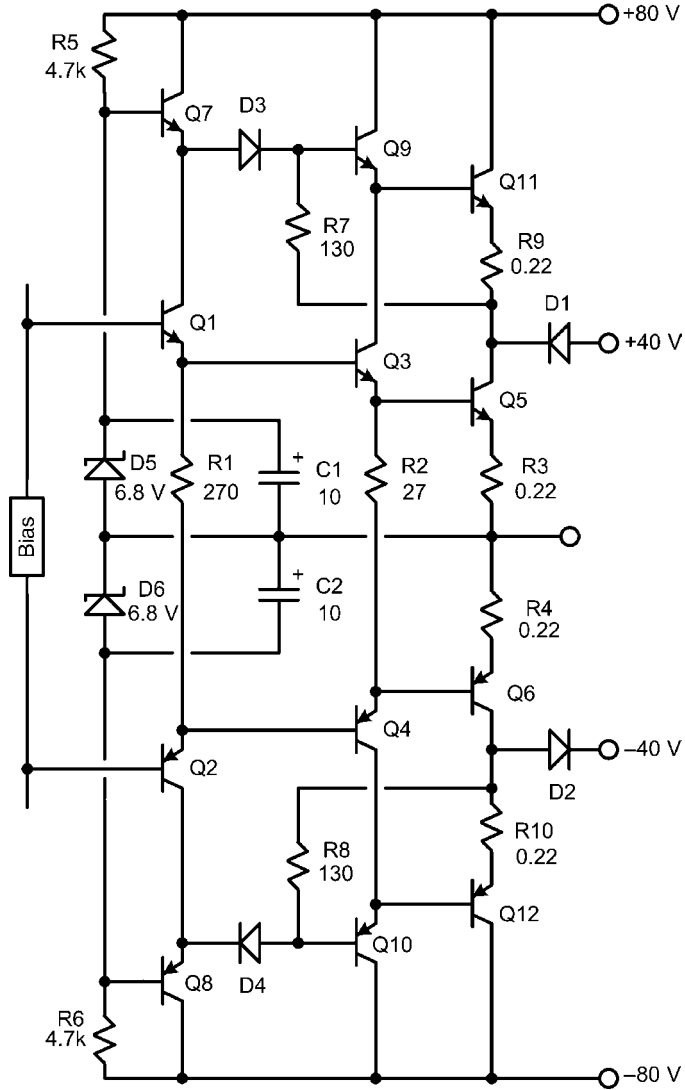 +80 V
R5
4.7k
D3
Q7
Q9
Q11
R7
130
R9
0.22
D1
Q1
Q3
+40 V
Q5
D5
6.8 V
R1
270
+
C1
10
R2
27
R3
0.22
Bias
D6
6.8 V
+
C2
10
R4
0.22
Q6
Q4
Q2
–40 V
D2
R8
130
R10
0.22
Q12
Q10
Q8
D4
R6
4.7k
–80 V